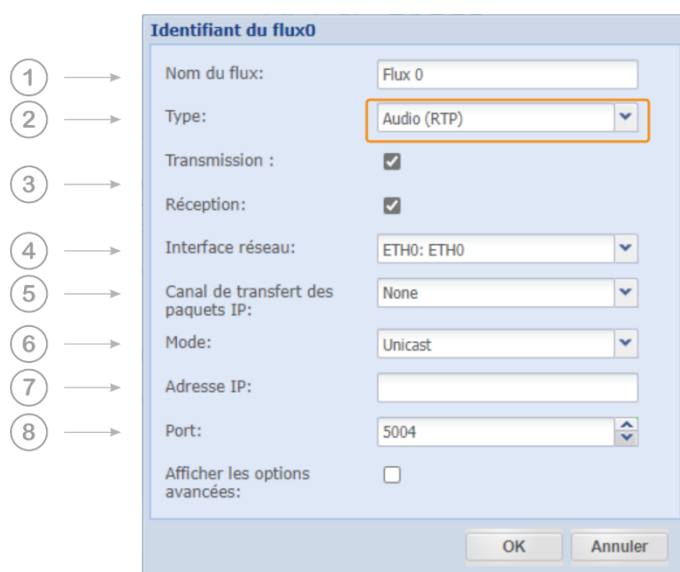 Identifiant du flux0
1 Nom du flux: Flux 0
2 Type: Audio (RTP)
3 Transmission :
Réception:
4 Interface réseau: ETH0: ETH0
5 Canal de transfert des None
paquets IP:
6 Mode: Unicast
7 Adresse IP:
8 Port: 5004
Afficher les options
avancées:
OK Annuler